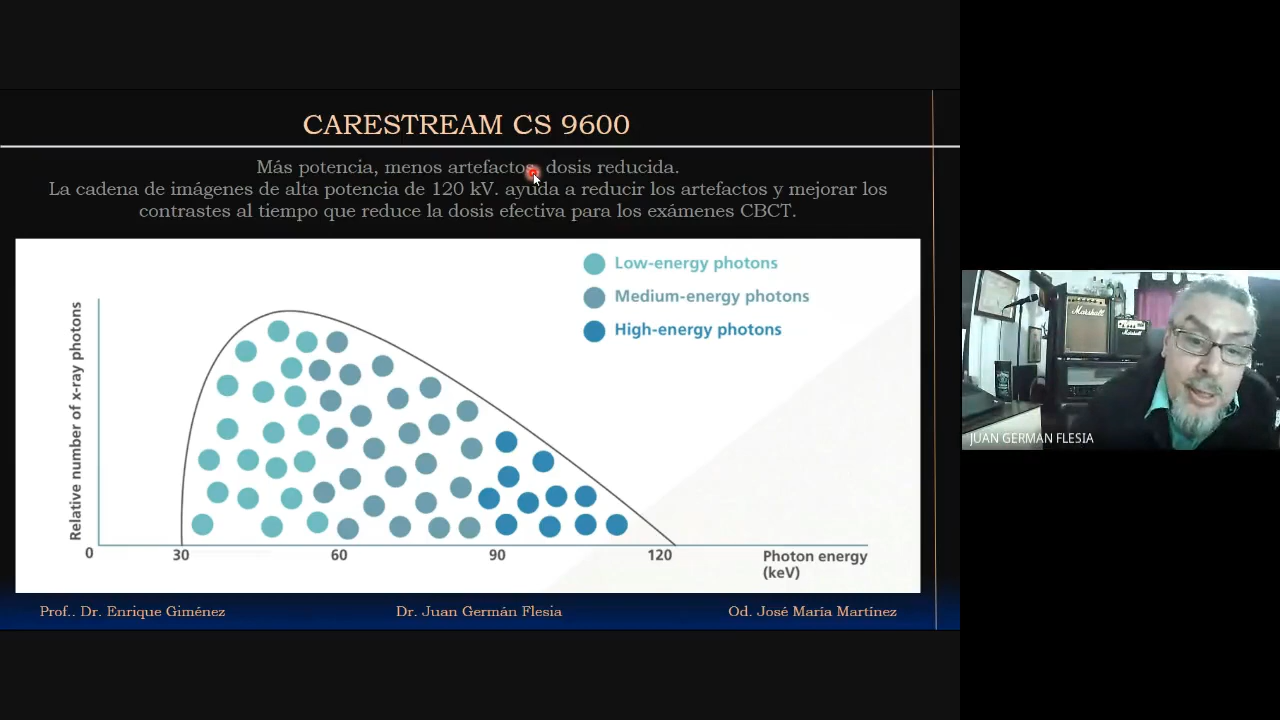 CARESTREAM CS 9600
Más potencia, menos artefactos, dosis reducida.
La cadena de imágenes de alta potencia de 120 kV. ayuda a reducir los artefactos y mejorar los
contrastes al tiempo que reduce la dosis efectiva para los exámenes CBCT.
Low-energy photons
Medium-energy photons
High-energy photons
Relative number of x-ray photons
0
30
60
90
120
Photon energy
(keV)
Prof.. Dr. Enrique Giménez
Dr. Juan Germán Flesia
Od. José María Martínez
Marshall
Marshall
JUAN GERMAN FLESIA